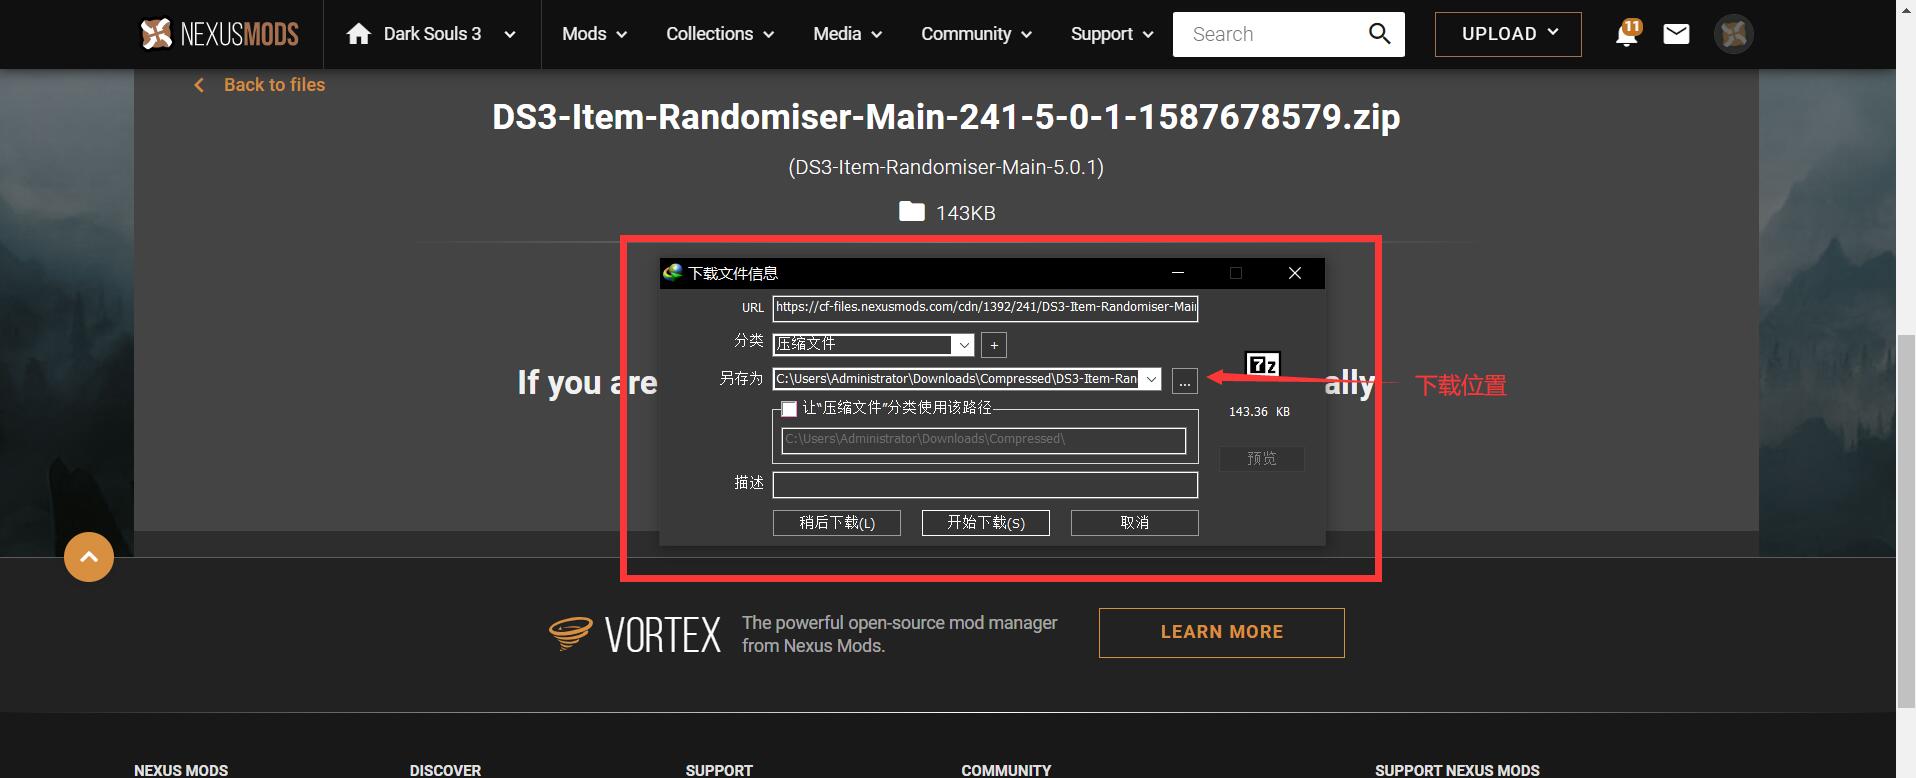 NEXUSMODS
Dark Souls 3
Mods
Collections
Media
Community
Support
Search
UPLOAD
11
Back to files
DS3-Item-Randomiser-Main-241-5-0-1-1587678579.zip
(DS3-Item-Randomiser-Main-5.0.1)
143KB
下载文件信息
URL
https://cf-files.nexusmods.com/cdn/1392/241/DS3-Item-Randomiser-Mai
分类
压缩文件
+
If you are
另存为
C:\Users\Administrator\Downloads\Compressed\DS3-Item-Ran
...
7z
ally
下载位置
让“压缩文件”分类使用该路径
143.36 KB
C:\Users\Administrator\Downloads\Compressed\
预览
描述
稍后下载(L)
开始下载(S)
取消
VORTEX
The powerful open-source mod manager
from Nexus Mods.
LEARN MORE
NEXUS MODS
DISCOVER
SUPPORT
COMMUNITY
SUPPORT NEXUS MODS